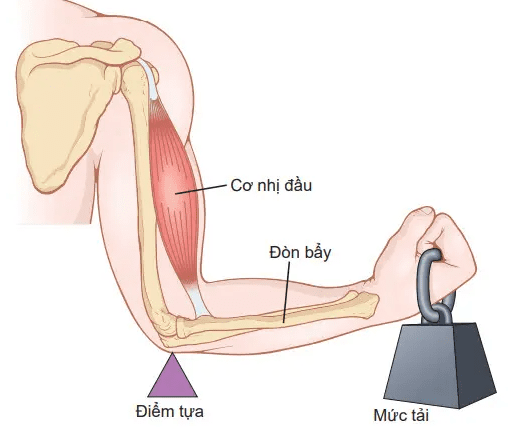 Cơ nhị đầu
Đòn bẩy
Điểm tựa
Mức tải